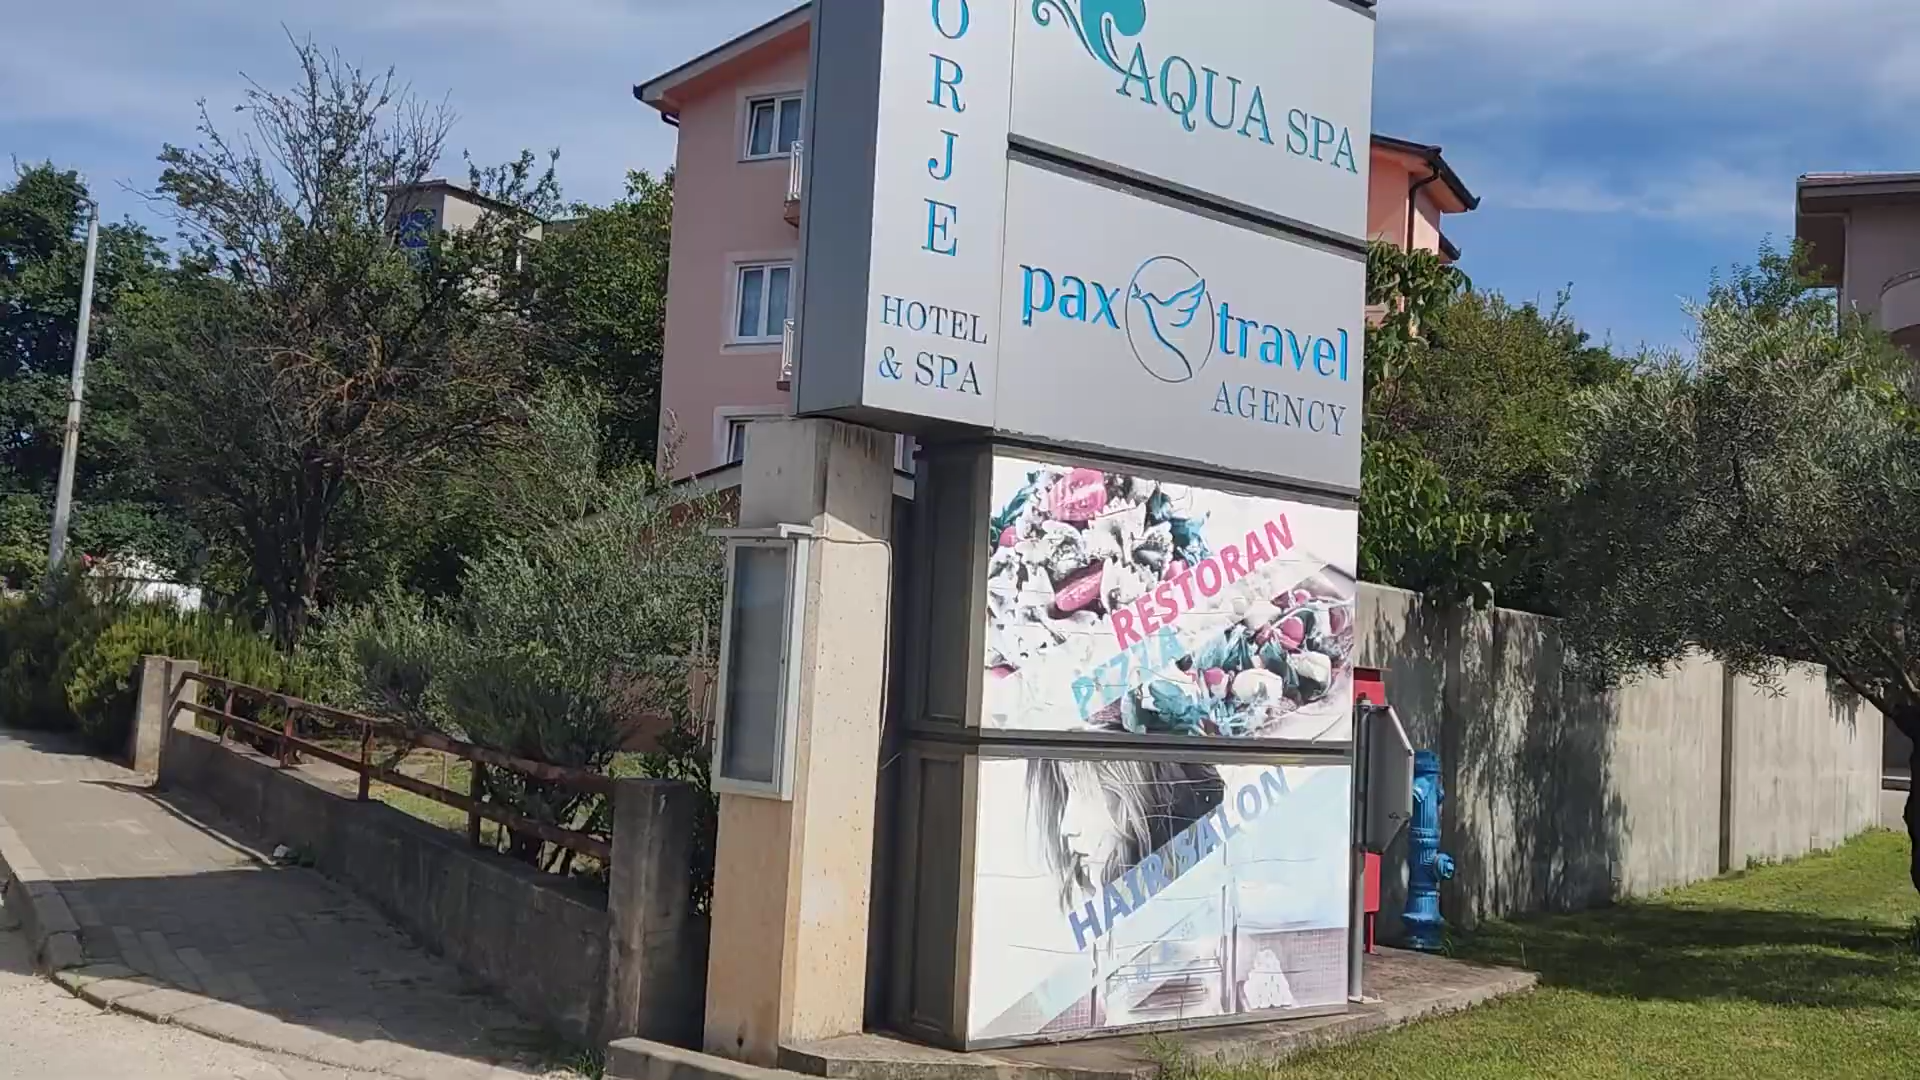 ORJE
HOTEL
& SPA
AQUA SPA
pax travel
AGENCY
RESTORAN
PIZZA
HAIR SALON